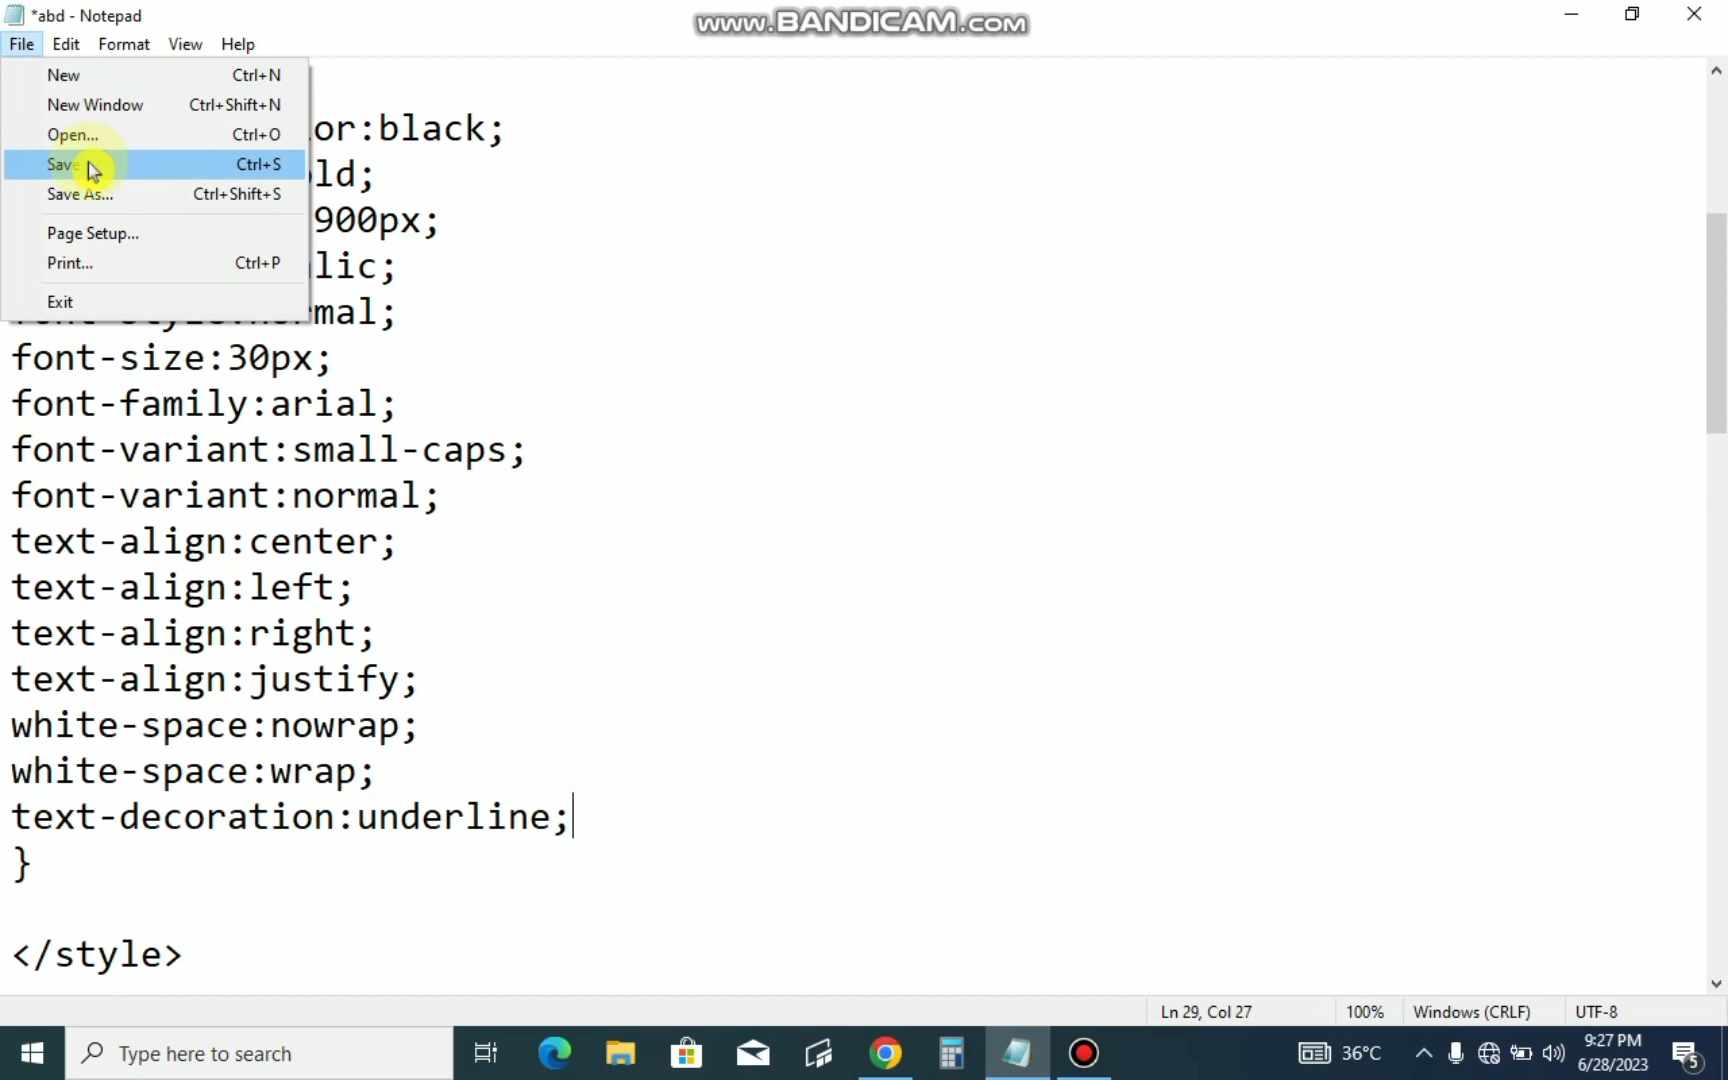 *abd - Notepad
www.BANDICAM.com
File Edit Format View Help
New Ctrl+N
New Window Ctrl+Shift+N
Open... Ctrl+O
Save Ctrl+S
Save As... Ctrl+Shift+S
Page Setup...
Print... Ctrl+P
Exit
or:black;
ld;
900px;
lic;
mal;
font-size:30px;
font-family:arial;
font-variant:small-caps;
font-variant:normal;
text-align:center;
text-align:left;
text-align:right;
text-align:justify;
white-space:nowrap;
white-space:wrap;
text-decoration:underline;
}
</style>
Ln 29, Col 27 100% Windows (CRLF) UTF-8
Type here to search
36°C
9:27 PM
6/28/2023
5